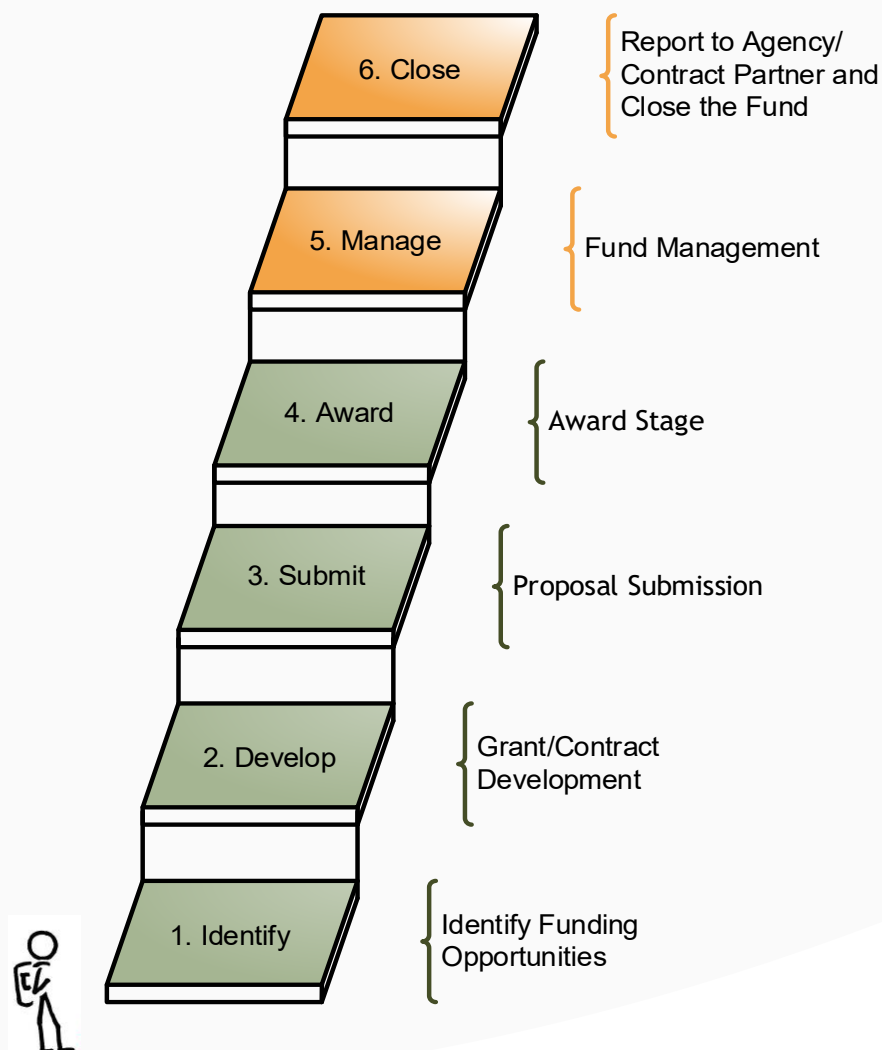 6. Close
Report to Agency/
Contract Partner and
Close the Fund
5. Manage
Fund Management
4. Award
Award Stage
3. Submit
Proposal Submission
2. Develop
Grant/Contract
Development
1. Identify
Identify Funding
Opportunities